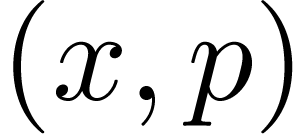 (x, p)